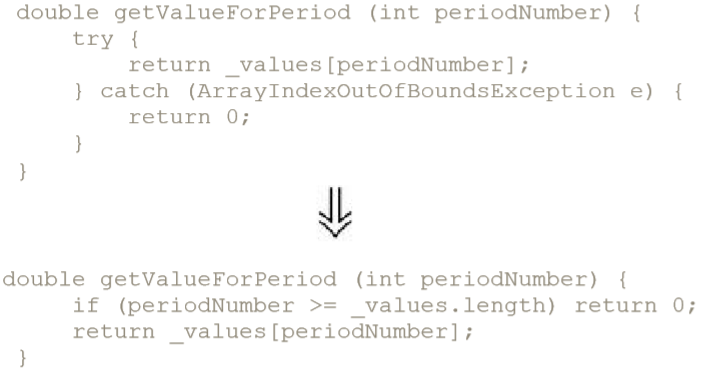 double getValueForPeriod (int periodNumber) {
    try {
        return _values[periodNumber];
    } catch (ArrayIndexOutOfBoundsException e) {
        return 0;
    }
}
double getValueForPeriod (int periodNumber) {
    if (periodNumber >= _values.length) return 0;
    return _values[periodNumber];
}